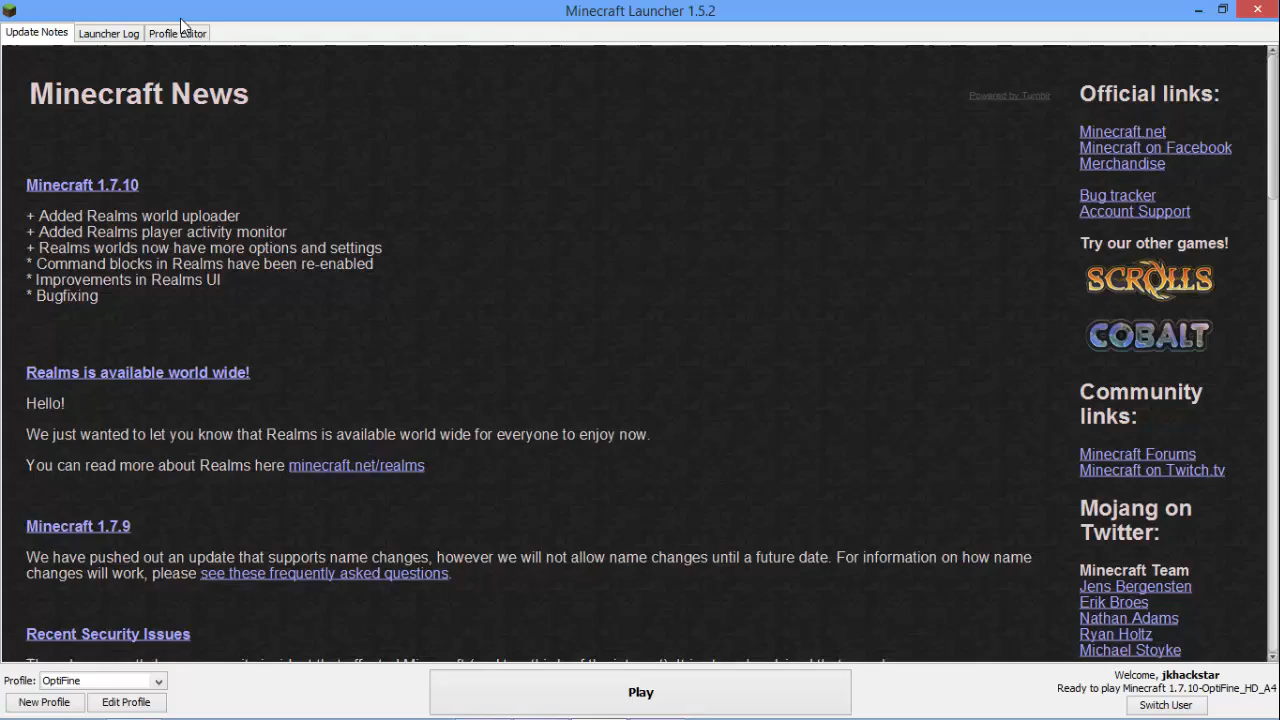 Minecraft Launcher 1.5.2
Update Notes Launcher Log Profile Editor
Minecraft News
Powered by Tumblr
Minecraft 1.7.10
+ Added Realms world uploader
+ Added Realms player activity monitor
+ Realms worlds now have more options and settings
* Command blocks in Realms have been re-enabled
* Improvements in Realms UI
* Bugfixing
Realms is available world wide!
Hello!
We just wanted to let you know that Realms is available world wide for everyone to enjoy now.
You can read more about Realms here minecraft.net/realms
Minecraft 1.7.9
We have pushed out an update that supports name changes, however we will not allow name changes until a future date. For information on how name
changes will work, please see these frequently asked questions.
Recent Security Issues
Official links:
Minecraft.net
Minecraft on Facebook
Merchandise
Bug tracker
Account Support
Try our other games!
SCROLLS
COBALT
Community
links:
Minecraft Forums
Minecraft on Twitch.tv
Mojang on
Twitter:
Minecraft Team
Jens Bergensten
Erik Broes
Nathan Adams
Ryan Holtz
Michael Stoyke
Profile: OptiFine
New Profile Edit Profile
Play
Welcome, jkhackstar
Ready to play Minecraft 1.7.10-OptiFine_HD_A4
Switch User